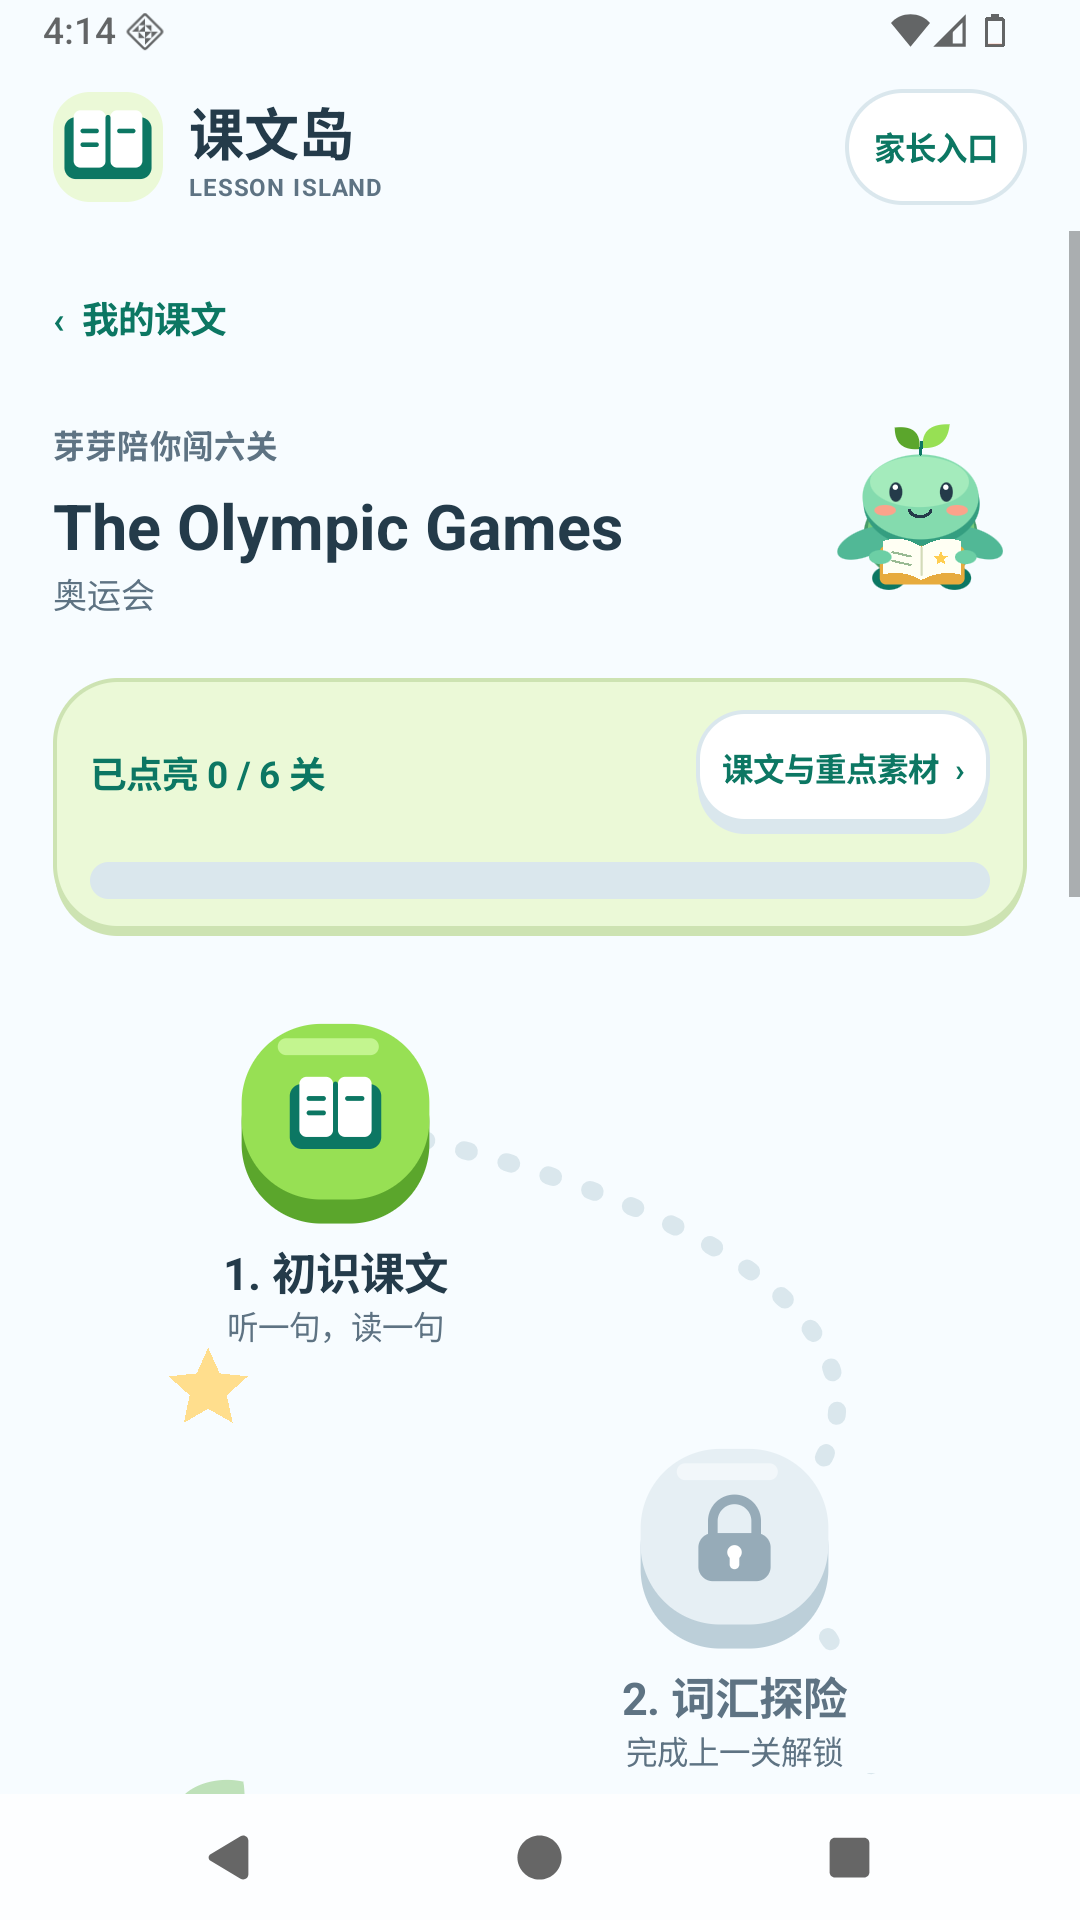 4:14
课文岛
LESSON ISLAND
家长入口
‹ 我的课文
芽芽陪你闯六关
The Olympic Games
奥运会
已点亮 0 / 6 关
课文与重点素材 ›
1. 初识课文
听一句，读一句
2. 词汇探险
完成上一关解锁